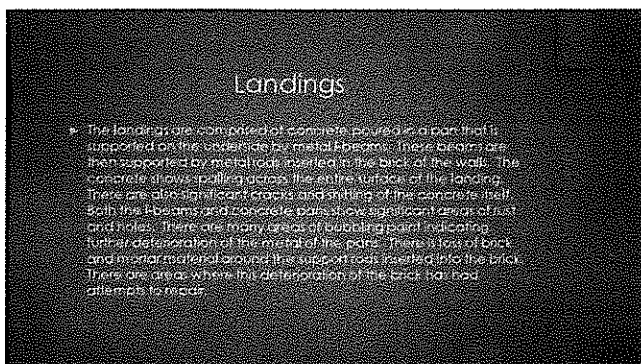 Landings
The landings are comprised of concrete poured in a pan that is
supported on the underside by metal I-beams. These beams are
then supported by metal rods inserted in the brick of the walls. The
concrete shows spalling across the entire surface of the landing.
There are also significant cracks and shifting of the concrete itself.
Both the I-beams and concrete pans show significant areas of rust
and holes. There are many areas of bubbling paint indicating
further deterioration of the metal of the pans. There is loss of brick
and mortar material around the support rods inserted into the brick.
There are areas where this deterioration of the brick has had
attempts to repair.